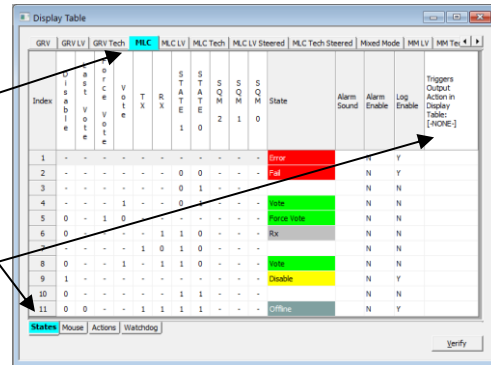 Display Table
GRV GRV LV GRV Tech MLC MLC LV MLC Tech MLC LV Steered MLC Tech Steered Mixed Mode MM LV MM Te
Index Disable Last Vote Force Vote Vote TX RX STATE 1 STATE 0 SQM 2 SQM 1 SQM 0 State Alarm Sound Alarm Enable Log Enable Triggers Output Action in Display Table: [-NONE-]
1 - - - - - - - - - - - Error N Y
2 - - - - - - 0 0 - - - Fail N Y
3 - - - - - - 0 1 - - - N N
4 - - - 1 - - 0 1 - - - Vote N N
5 0 - 1 0 - - - - - - - Force Vote N N
6 0 - - - - 1 1 0 - - - Rx N N
- - - - 1 0 1 0 - - - N N
8 0 - - 1 - 1 1 0 - - - Vote N N
9 1 - - - - - - - - - - Disable N Y
10 0 - - - - - 1 1 - - - N N
11 0 0 - - 1 1 1 1 - - - Offline N Y
States Mouse Actions Watchdog
Verify